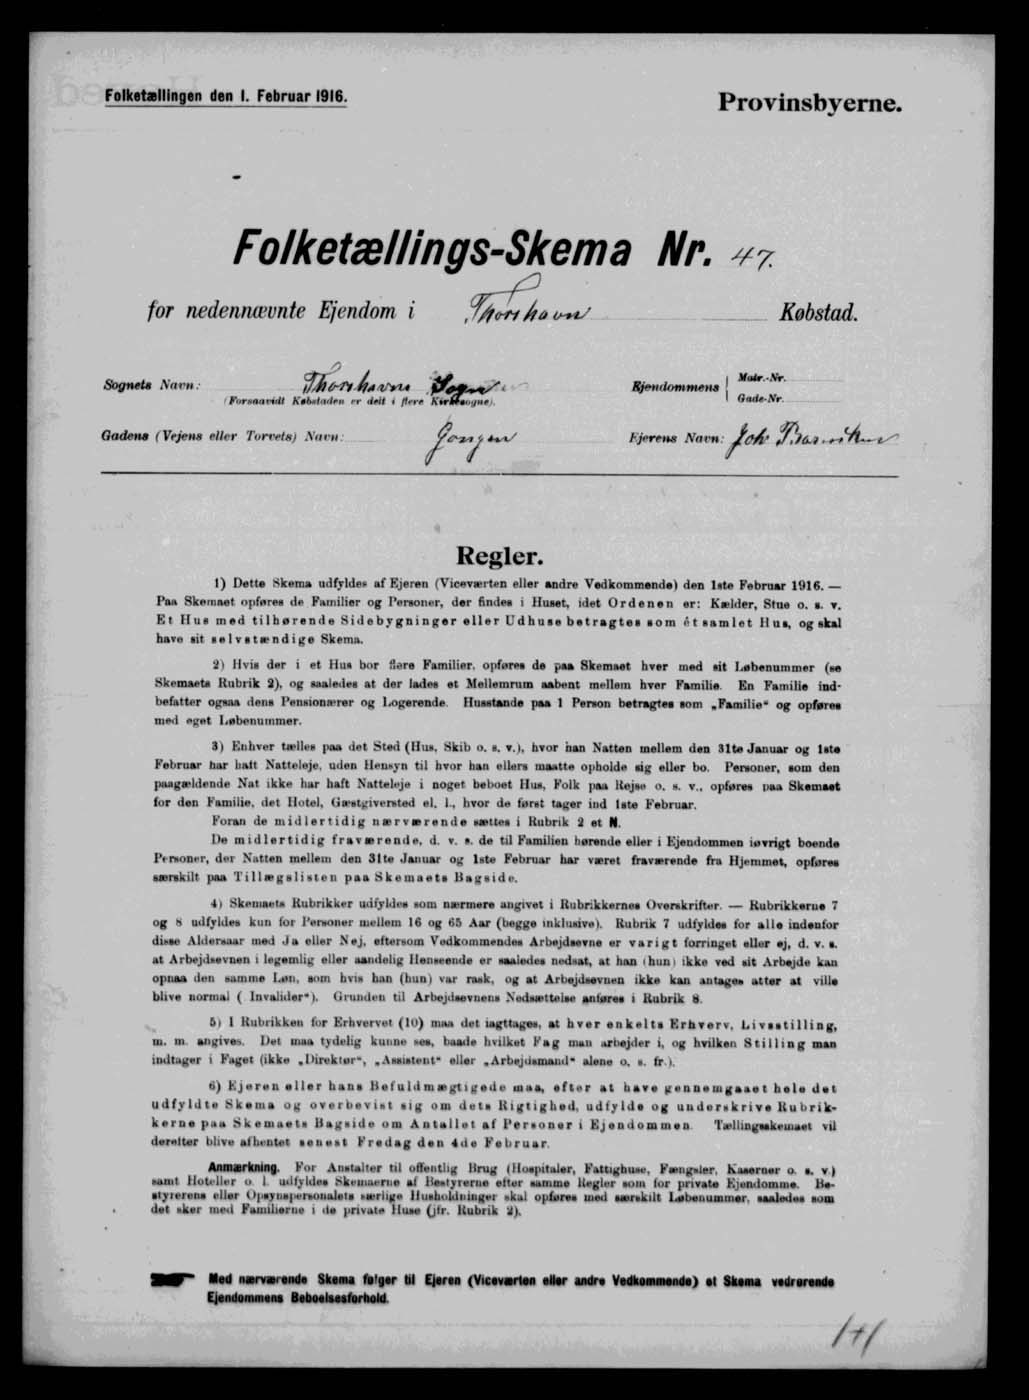 Folketællingen den 1. Februar 1916.
Provinsbyerne.
Folketællings-Skema Nr. 47.
for nedennævnte Ejendom i Thorshavn Købstad.
Sognets Navn: Thorshavns Sogn
(Forsaavidt Købstaden er delt i flere Kirkesogne).
Ejendommens
Matr.-Nr.
Gade-Nr.
Gadens (Vejens eller Torvets) Navn: Gongen
Ejerens Navn: Joh
Regler.
1) Dette Skema udfyldes af Ejeren (Viceværten eller andre Vedkommende) den 1ste Februar 1916. —
Paa Skemaet opføres de Familier og Personer, der findes i Huset, idet Ordenen er: Kælder, Stue o. s. v.
Et Hus med tilhørende Sidebygninger eller Udhuse betragtes som ét samlet Hus, og skal
have sit selvstændige Skema.
2) Hvis der i et Hus bor flere Familier, opføres de paa Skemaet hver med sit Løbenummer (se
Skemaets Rubrik 2), og saaledes at der lades et Mellemrum aabent mellem hver Familie. En Familie ind-
befatter ogsaa dens Pensionærer og Logerende. Husstande paa 1 Person betragtes som „Familie“ og opføres
med eget Løbenummer.
3) Enhver tælles paa det Sted (Hus, Skib o. s. v.), hvor han Natten mellem den 31te Januar og 1ste
Februar har haft Natteleje, uden Hensyn til hvor han ellers maatte opholde sig eller bo. Personer, som den
paagældende Nat ikke har haft Natteleje i noget beboet Hus, Folk paa Rejse o. s. v., opføres paa Skemaet
for den Familie, det Hotel, Gæstgiversted el. l., hvor de først tager ind 1ste Februar.
Foran de midlertidig nærværende sættes i Rubrik 2 et N.
De midlertidig fraværende, d. v. s. de til Familien hørende eller i Ejendommen iøvrigt boende
Personer, der Natten mellem den 31te Januar og 1ste Februar har været fraværende fra Hjemmet, opføres
særskilt paa Tillægslisten paa Skemaets Bagside.
4) Skemaets Rubrikker udfyldes som nærmere angivet i Rubrikkernes Overskrifter. — Rubrikkerne 7
og 8 udfyldes kun for Personer mellem 16 og 65 Aar (begge inklusive). Rubrik 7 udfyldes for alle indenfor
disse Aldersaar med Ja eller Nej, eftersom Vedkommendes Arbejdsevne er varigt forringet eller ej, d. v. s.
at Arbejdsevnen i legemlig eller aandelig Henseende er saaledes nedsat, at han (hun) ikke ved sit Arbejde kan
opnaa den samme Løn, som hvis han (hun) var rask, og at Arbejdsevnen ikke kan antages atter at ville
blive normal ( Invalider“). Grunden til Arbejdsevnens Nedsættelse anføres i Rubrik 8.
5) I Rubrikken for Erhvervet (10) maa det iagttages, at hver enkelts Erhverv, Livsstilling,
m. m. angives. Det maa tydelig kunne ses, baade hvilket Fag man arbejder i, og hvilken Stilling man
indtager i Faget (ikke „Direktør“, „Assistent“ eller „Arbejdsmand“ alene o. s. fr.).
6) Ejeren eller hans Befuldmægtigede maa, efter at have gennemgaaet hele det
udfyldte Skema og overbevist sig om dets Rigtighed, udfylde og underskrive Rubrik-
kerne paa Skemaets Bagside om Antallet af Personer i Ejendommen. Tællingsskemaet vil
derefter blive afhentet senest Fredag den 4de Februar.
Anmærkning. For Anstalter til offentlig Brug (Hospitaler, Fattighuse, Fængsler, Kaserner o. s. v.)
samt Hoteller o. l. udfyldes Skemaerne af Bestyrerne efter samme Regler som for private Ejendomme. Be-
styrerens eller Opsynspersonalets særlige Husholdninger skal opføres med særskilt Løbenummer, saaledes som
det sker med Familierne i de private Huse (jfr. Rubrik 2).
Med nærværende Skema følger til Ejeren (Viceværten eller andre Vedkommende) et Skema vedrørende
Ejendommens Beboelsesforhold.